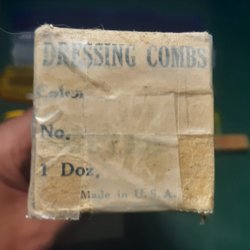 DRESSING COMBS
Color
No.
1 Doz.
Made in U. S. A.